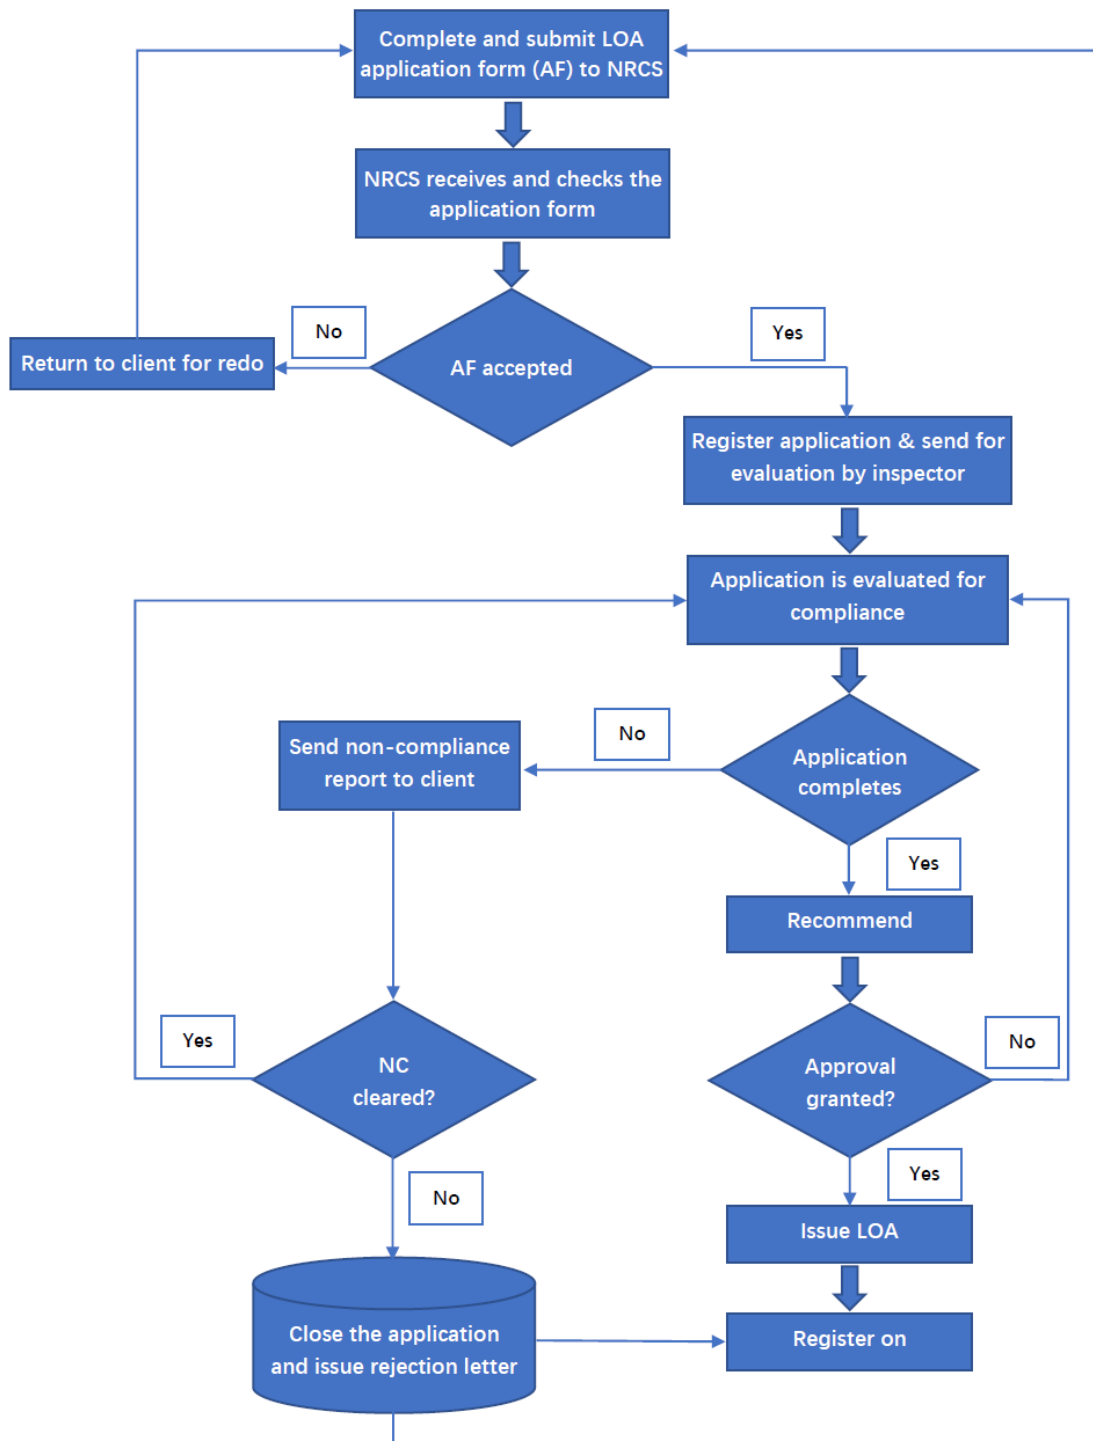 Complete and submit LOA
application form (AF) to NRCS
NRCS receives and checks the
application form
No
Yes
Return to client for redo
AF accepted
Register application & send for
evaluation by inspector
Application is evaluated for
compliance
No
Send non-compliance
report to client
Application
completes
Yes
Recommend
Yes
No
NC
cleared?
Approval
granted?
Yes
No
Issue LOA
Close the application
and issue rejection letter
Register on